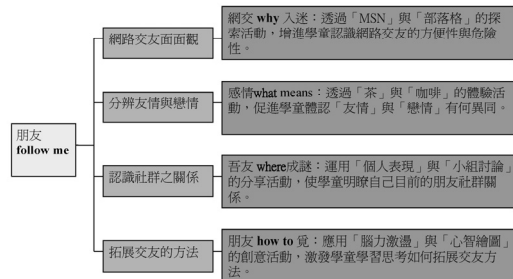 朋友
follow me
網路交友面面觀
網交 why 入迷：透過「MSN」與「部落格」的探
索活動，增進學童認識網路交友的方便性與危險
性。
分辨友情與戀情
感情what means：透過「茶」與「咖啡」的體驗活
動，促進學童體認「友情」與「戀情」有何異同。
認識社群之關係
吾友 where成謎：運用「個人表現」與「小組討論」
的分享活動，使學童明瞭自己目前的朋友社群關
係。
拓展交友的方法
朋友 how to 覓：應用「腦力激盪」與「心智繪圖」
的創意活動，激發學童學習思考如何拓展交友方
法。